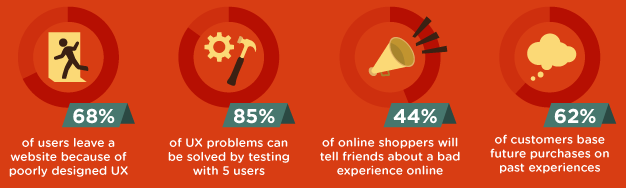 68%
of users leave a
website because of
poorly designed UX
85%
of UX problems can
be solved by testing
with 5 users
44%
of online shoppers will
tell friends about a bad
experience online
62%
of customers base
future purchases on
past experiences